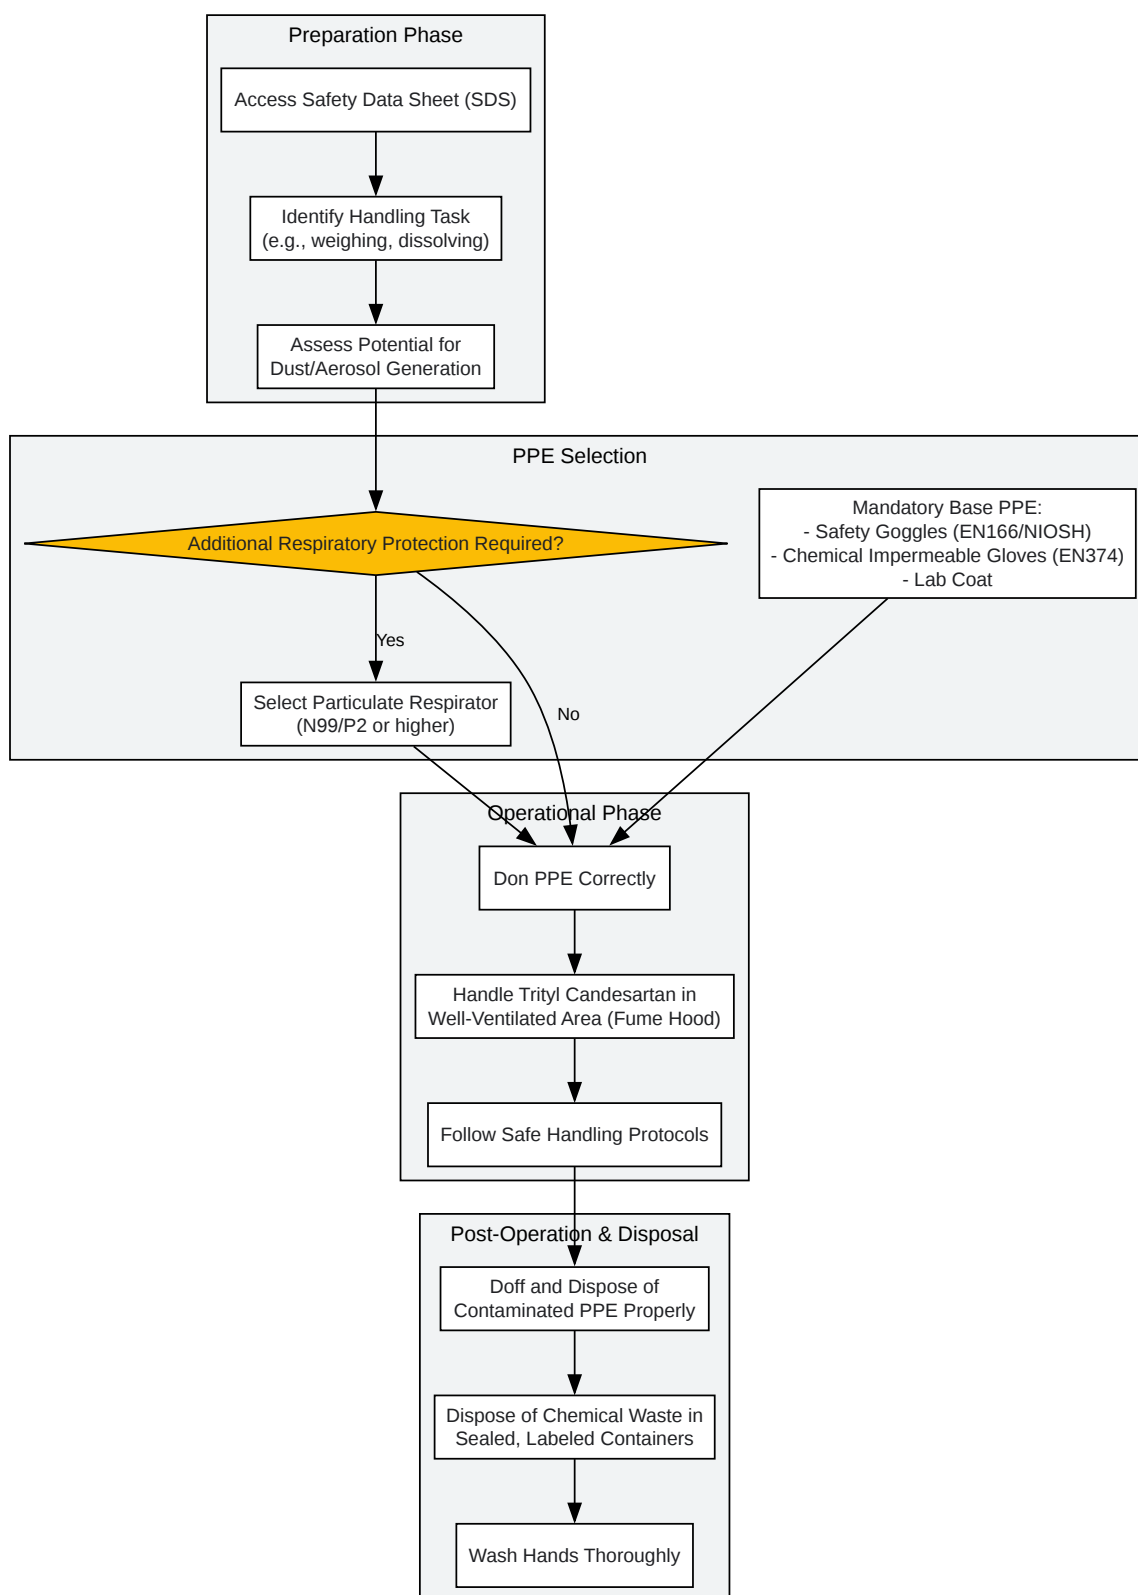 Preparation Phase
Access Safety Data Sheet (SDS)
Identify Handling Task
(e.g., weighing, dissolving)
Assess Potential for
Dust/Aerosol Generation
PPE Selection
Additional Respiratory Protection Required?
Mandatory Base PPE:
- Safety Goggles (EN166/NIOSH)
- Chemical Impermeable Gloves (EN374)
- Lab Coat
Yes
No
Select Particulate Respirator
(N99/P2 or higher)
Operational Phase
Don PPE Correctly
Handle Trityl Candesartan in
Well-Ventilated Area (Fume Hood)
Follow Safe Handling Protocols
Post-Operation & Disposal
Doff and Dispose of
Contaminated PPE Properly
Dispose of Chemical Waste in
Sealed, Labeled Containers
Wash Hands Thoroughly